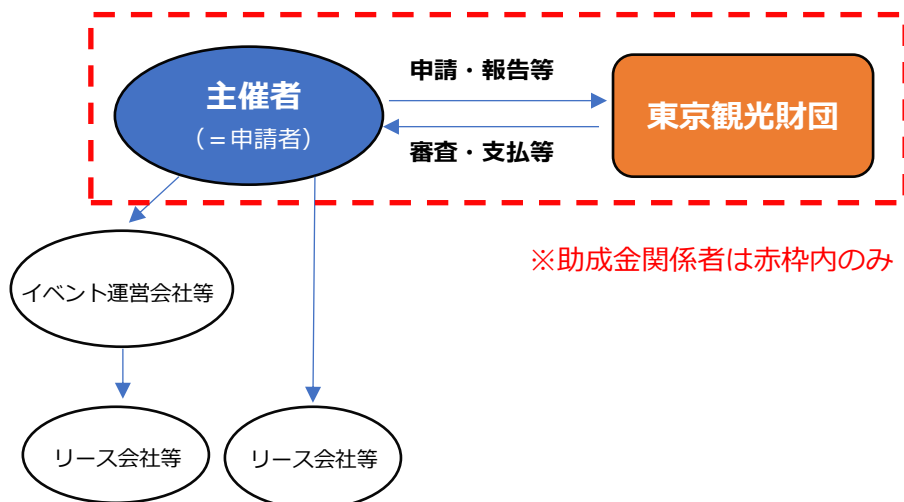 主催者
(＝申請者)
申請・報告等
審査・支払等
東京観光財団
※助成金関係者は赤枠内のみ
イベント運営会社等
リース会社等
リース会社等